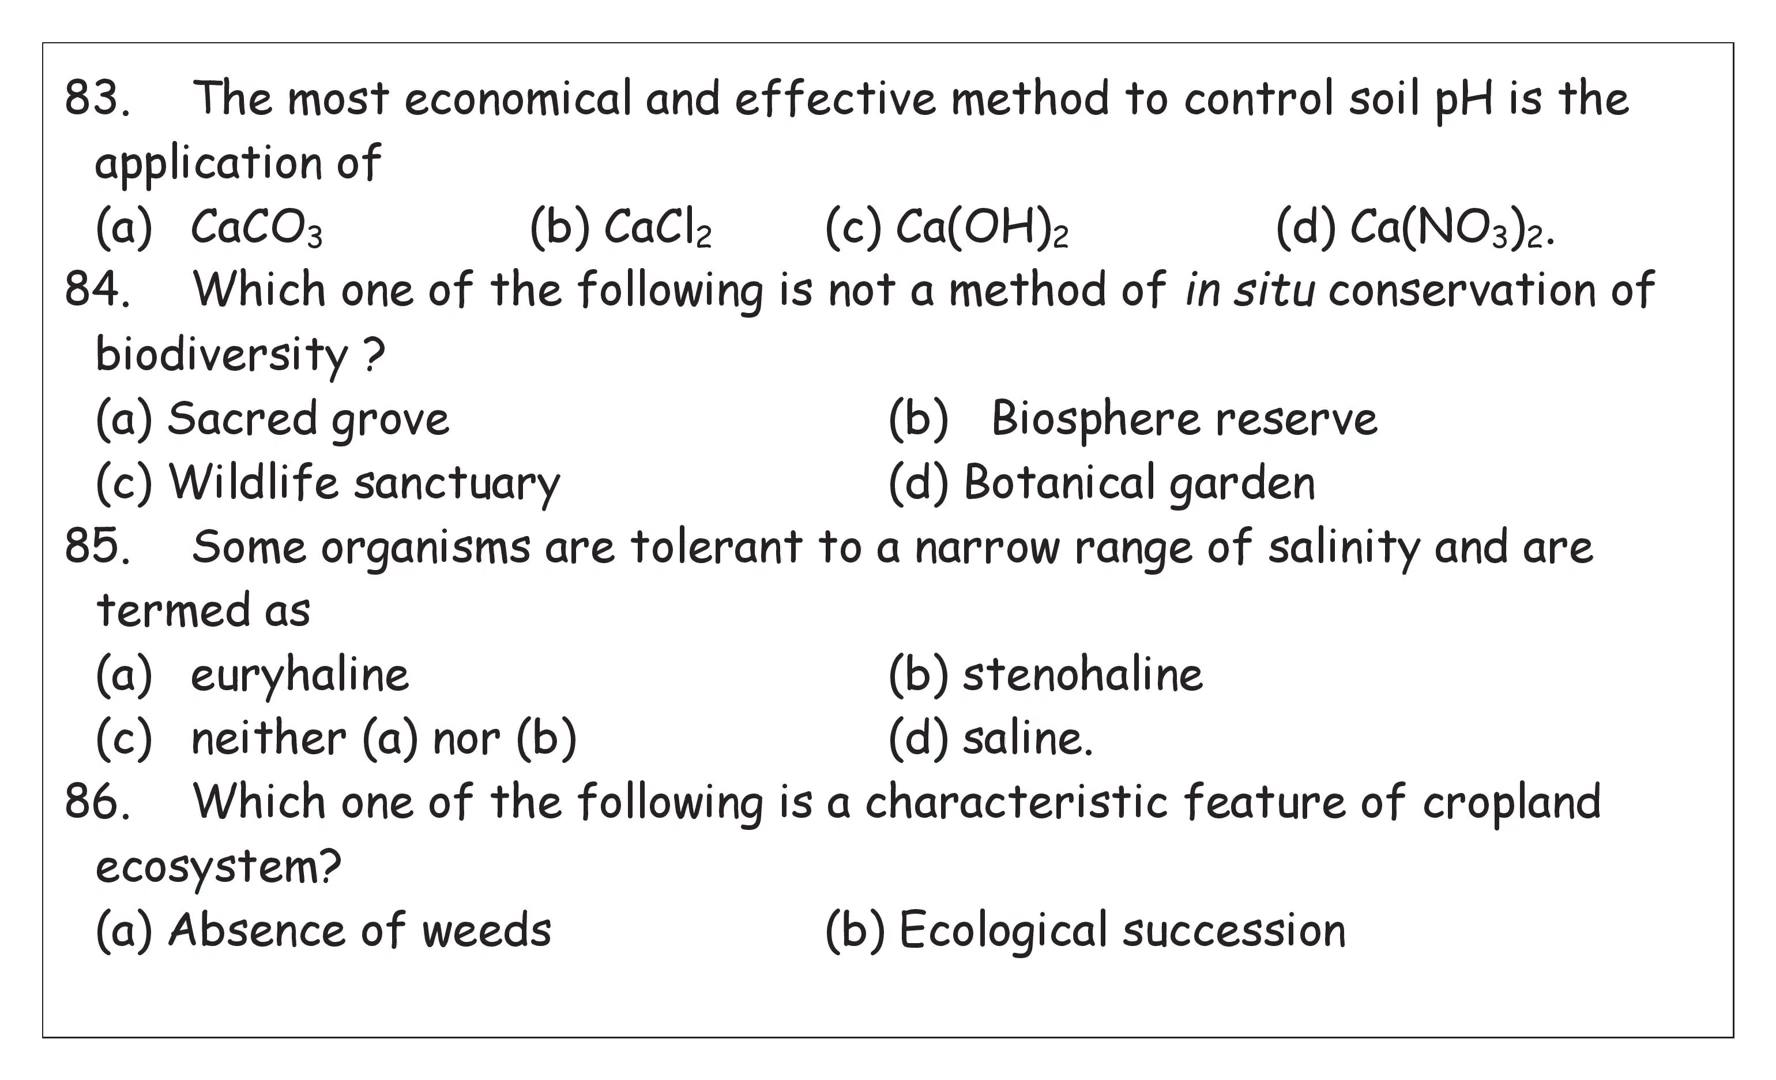 83. The most economical and effective method to control soil pH is the
application of
(a) CaCO₃ (b) CaCl₂ (c) Ca(OH)₂ (d) Ca(NO₃)₂.
84. Which one of the following is not a method of in situ conservation of
biodiversity ?
(a) Sacred grove (b) Biosphere reserve
(c) Wildlife sanctuary (d) Botanical garden
85. Some organisms are tolerant to a narrow range of salinity and are
termed as
(a) euryhaline (b) stenohaline
(c) neither (a) nor (b) (d) saline.
86. Which one of the following is a characteristic feature of cropland
ecosystem?
(a) Absence of weeds (b) Ecological succession